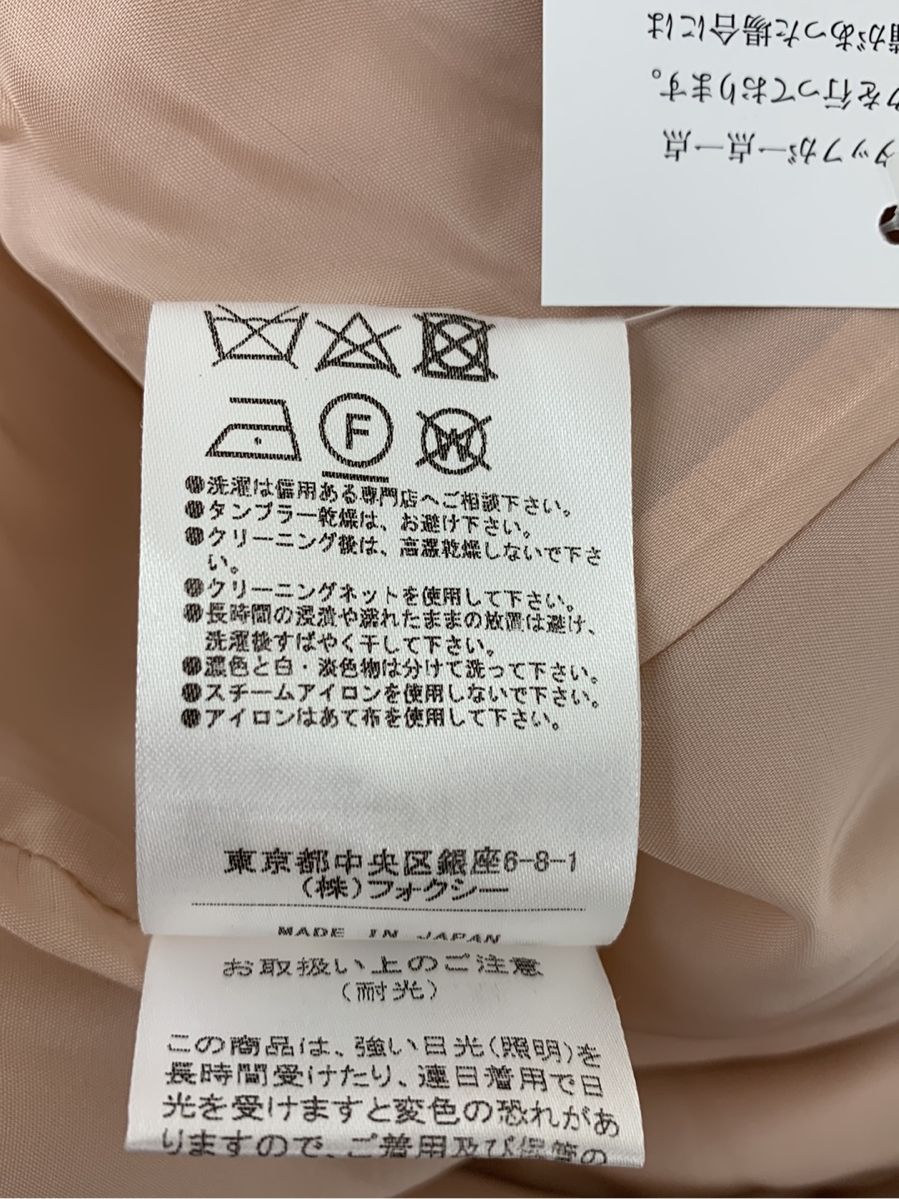 タッフが一点一点
を行っております。
があった場合には
F
W
●洗濯は信用ある専門店へご相談下さい。
●タンブラー乾燥は、お避け下さい。
●クリーニング後は、高温乾燥しないで下さ
い。
●クリーニングネットを使用して下さい。
●長時間の浸漬や濡れたままの放置は避け、
洗濯後すばやく干して下さい。
●濃色と白・淡色物は分けて洗って下さい。
●スチームアイロンを使用しないで下さい。
●アイロンはあて布を使用して下さい。
東京都中央区銀座6-8-1
(株)フォクシー
MADE IN JAPAN
お取扱い上のご注意
(耐光)
この商品は、強い日光(照明)を
長時間受けたり、連日着用で日
光を受けますと変色の恐れがあ
りますので、ご着用及び保管の